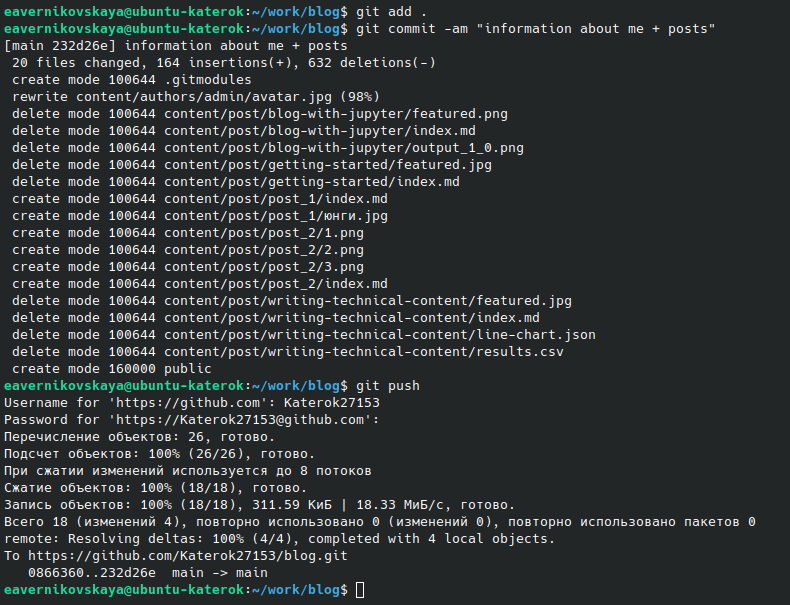 eavernikovskaya@ubuntu-katerok:~/work/blog$ git add .
eavernikovskaya@ubuntu-katerok:~/work/blog$ git commit -am "information about me + posts"
[main 232d26e] information about me + posts
 20 files changed, 164 insertions(+), 632 deletions(-)
 create mode 100644 .gitmodules
 rewrite content/authors/admin/avatar.jpg (98%)
 delete mode 100644 content/post/blog-with-jupyter/featured.png
 delete mode 100644 content/post/blog-with-jupyter/index.md
 delete mode 100644 content/post/blog-with-jupyter/output_1_0.png
 delete mode 100644 content/post/getting-started/featured.jpg
 delete mode 100644 content/post/getting-started/index.md
 create mode 100644 content/post/post_1/index.md
 create mode 100644 content/post/post_1/юнги.jpg
 create mode 100644 content/post/post_2/1.png
 create mode 100644 content/post/post_2/2.png
 create mode 100644 content/post/post_2/3.png
 create mode 100644 content/post/post_2/index.md
 delete mode 100644 content/post/writing-technical-content/featured.jpg
 delete mode 100644 content/post/writing-technical-content/index.md
 delete mode 100644 content/post/writing-technical-content/line-chart.json
 delete mode 100644 content/post/writing-technical-content/results.csv
 create mode 160000 public
eavernikovskaya@ubuntu-katerok:~/work/blog$ git push
Username for 'https://github.com': Katerok27153
Password for 'https://Katerok27153@github.com':
Перечисление объектов: 26, готово.
Подсчет объектов: 100% (26/26), готово.
При сжатии изменений используется до 8 потоков
Сжатие объектов: 100% (18/18), готово.
Запись объектов: 100% (18/18), 311.59 КиБ | 18.33 МиБ/с, готово.
Всего 18 (изменений 4), повторно использовано 0 (изменений 0), повторно использовано пакетов 0
remote: Resolving deltas: 100% (4/4), completed with 4 local objects.
To https://github.com/Katerok27153/blog.git
   0866360..232d26e  main -> main
eavernikovskaya@ubuntu-katerok:~/work/blog$